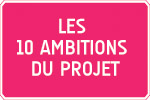 LES
10 AMBITIONS
DU PROJET